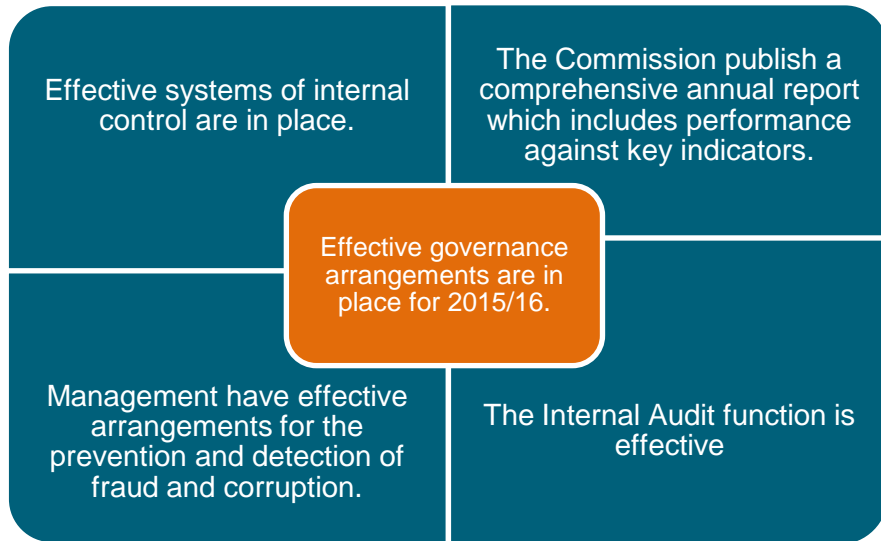 Effective systems of internal
control are in place.
The Commission publish a
comprehensive annual report
which includes performance
against key indicators.
Effective governance
arrangements are in
place for 2015/16.
Management have effective
arrangements for the
prevention and detection of
fraud and corruption.
The Internal Audit function is
effective